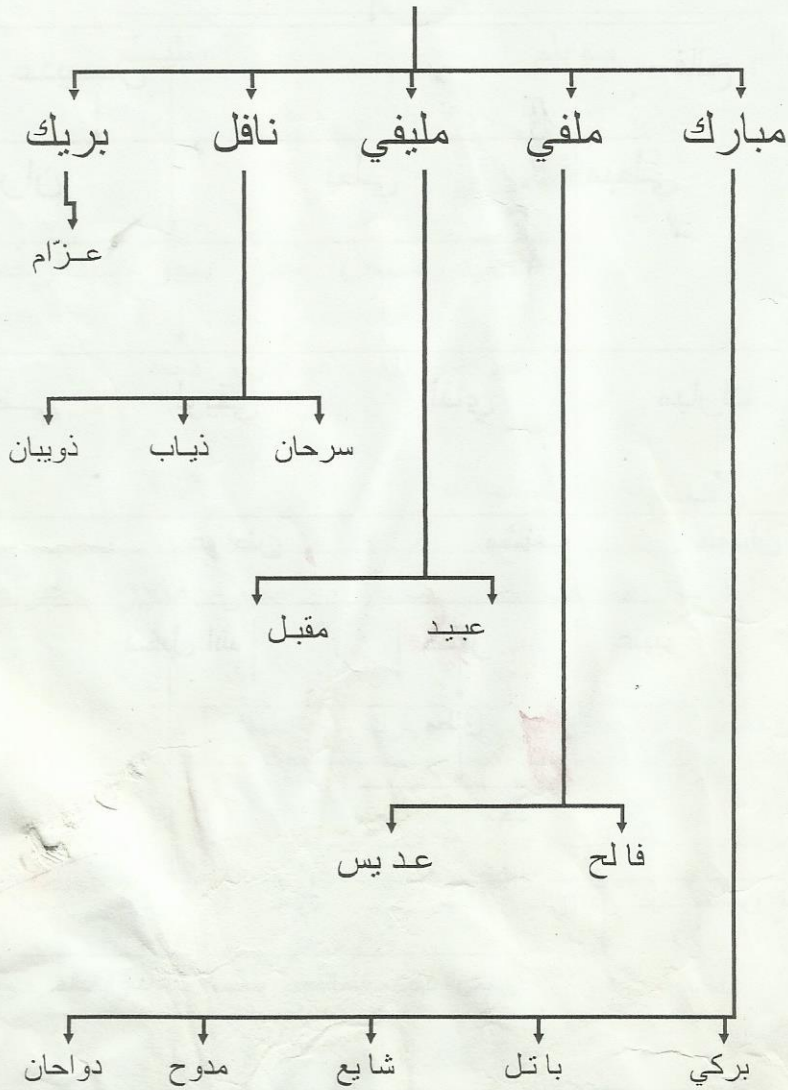 مبارك ملفي مليفي نافل بريك
عـزّام
سرحان ذياب ذويبان
عبيد مقبل
فالح عديس
بركي باتل شايع مدوح دواحان